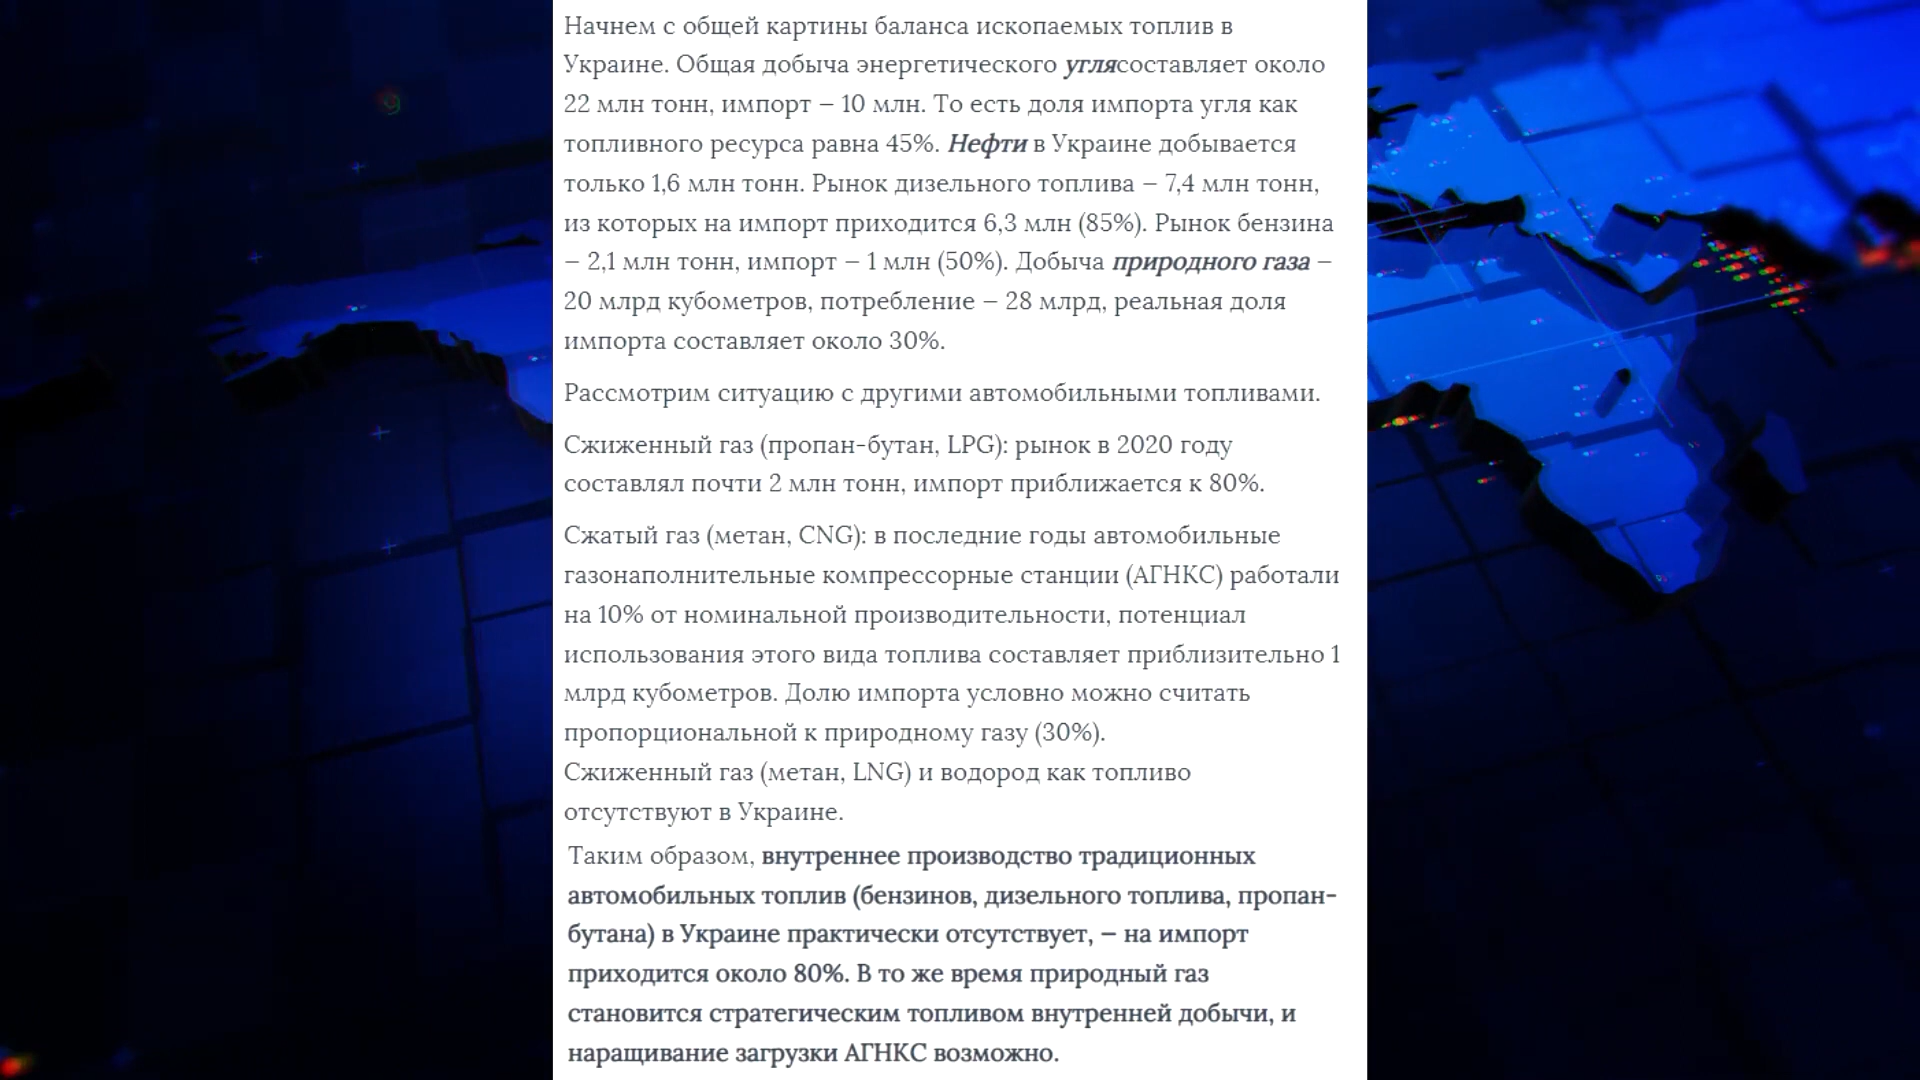 Начнем с общей картины баланса ископаемых топлив в
Украине. Общая добыча энергетического углясоставляет около
22 млн тонн, импорт – 10 млн. То есть доля импорта угля как
топливного ресурса равна 45%. Нефти в Украине добывается
только 1,6 млн тонн. Рынок дизельного топлива – 7,4 млн тонн,
из которых на импорт приходится 6,3 млн (85%). Рынок бензина
– 2,1 млн тонн, импорт – 1 млн (50%). Добыча природного газа –
20 млрд кубометров, потребление – 28 млрд, реальная доля
импорта составляет около 30%.
Рассмотрим ситуацию с другими автомобильными топливами.
Сжиженный газ (пропан-бутан, LPG): рынок в 2020 году
составлял почти 2 млн тонн, импорт приближается к 80%.
Сжатый газ (метан, CNG): в последние годы автомобильные
газонаполнительные компрессорные станции (АГНКС) работали
на 10% от номинальной производительности, потенциал
использования этого вида топлива составляет приблизительно 1
млрд кубометров. Долю импорта условно можно считать
пропорциональной к природному газу (30%).
Сжиженный газ (метан, LNG) и водород как топливо
отсутствуют в Украине.
Таким образом, внутреннее производство традиционных
автомобильных топлив (бензинов, дизельного топлива, пропан-
бутана) в Украине практически отсутствует, – на импорт
приходится около 80%. В то же время природный газ
становится стратегическим топливом внутренней добычи, и
наращивание загрузки АГНКС возможно.